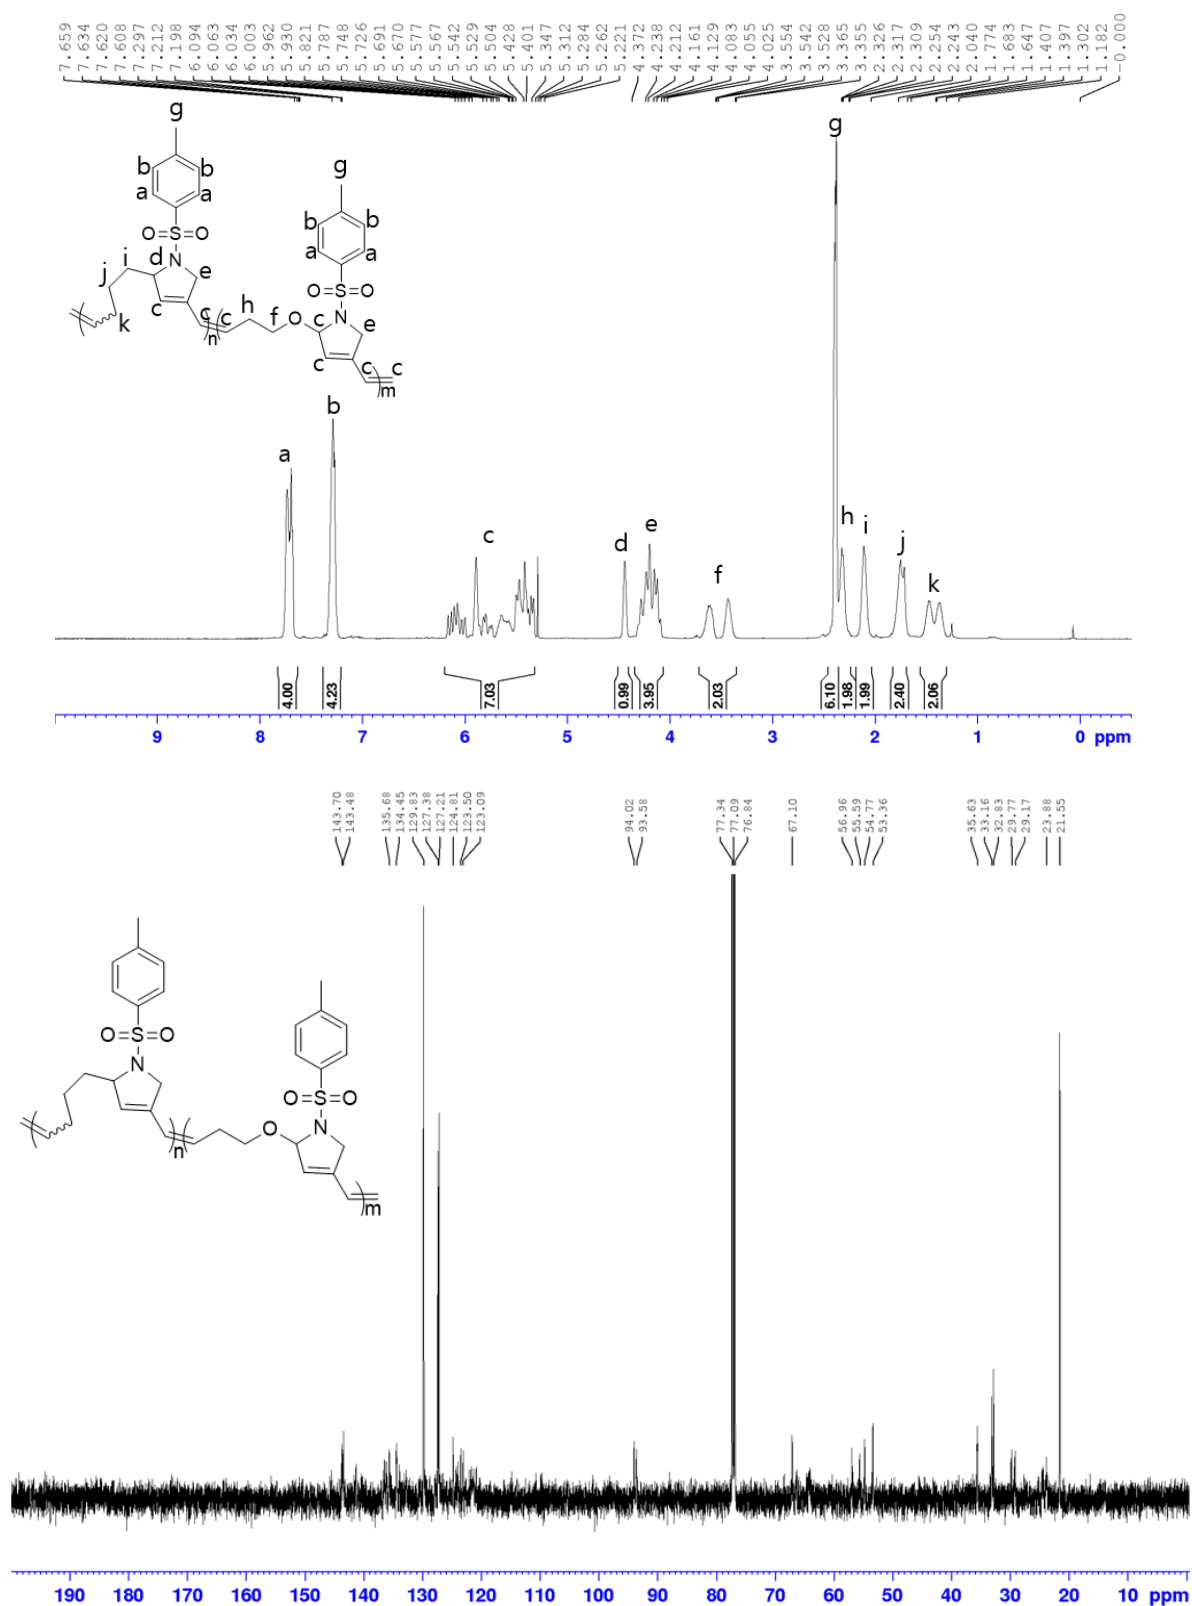 7.659 7.634 7.620 7.608 7.297 7.212 7.198 6.094 6.063 6.034 6.003 5.962 5.930 5.821 5.787 5.748 5.726 5.691 5.670 5.577 5.567 5.542 5.529 5.504 5.428 5.401 5.347 5.312 5.284 5.262 5.221 4.372 4.238 4.212 4.161 4.129 4.083 4.055 4.025 3.554 3.542 3.528 3.365 3.355 2.326 2.317 2.309 2.254 2.243 2.040 1.774 1.683 1.647 1.407 1.397 1.302 1.182 -0.000
g
g
b b
g
a a
b b
O=S=O
a a
i d N
j e
O=S=O
c h
f O c N e
k c c
n
c c c
m
b
a
c
d
e
f
h
i
j
k
4.00 4.23 7.03 0.99 3.95 2.03 6.10 1.98 1.99 2.40 2.06
9 8 7 6 5 4 3 2 1 0 ppm
143.70 143.48 135.68 134.45 129.83 127.38 127.21 124.81 123.50 123.09 94.02 93.58 77.34 77.09 76.84 67.10 56.96 55.59 54.77 53.36 35.63 33.16 32.83 29.77 29.17 23.88 21.55
O=S=O
N
O=S=O
O N
n
m
190 180 170 160 150 140 130 120 110 100 90 80 70 60 50 40 30 20 10 ppm